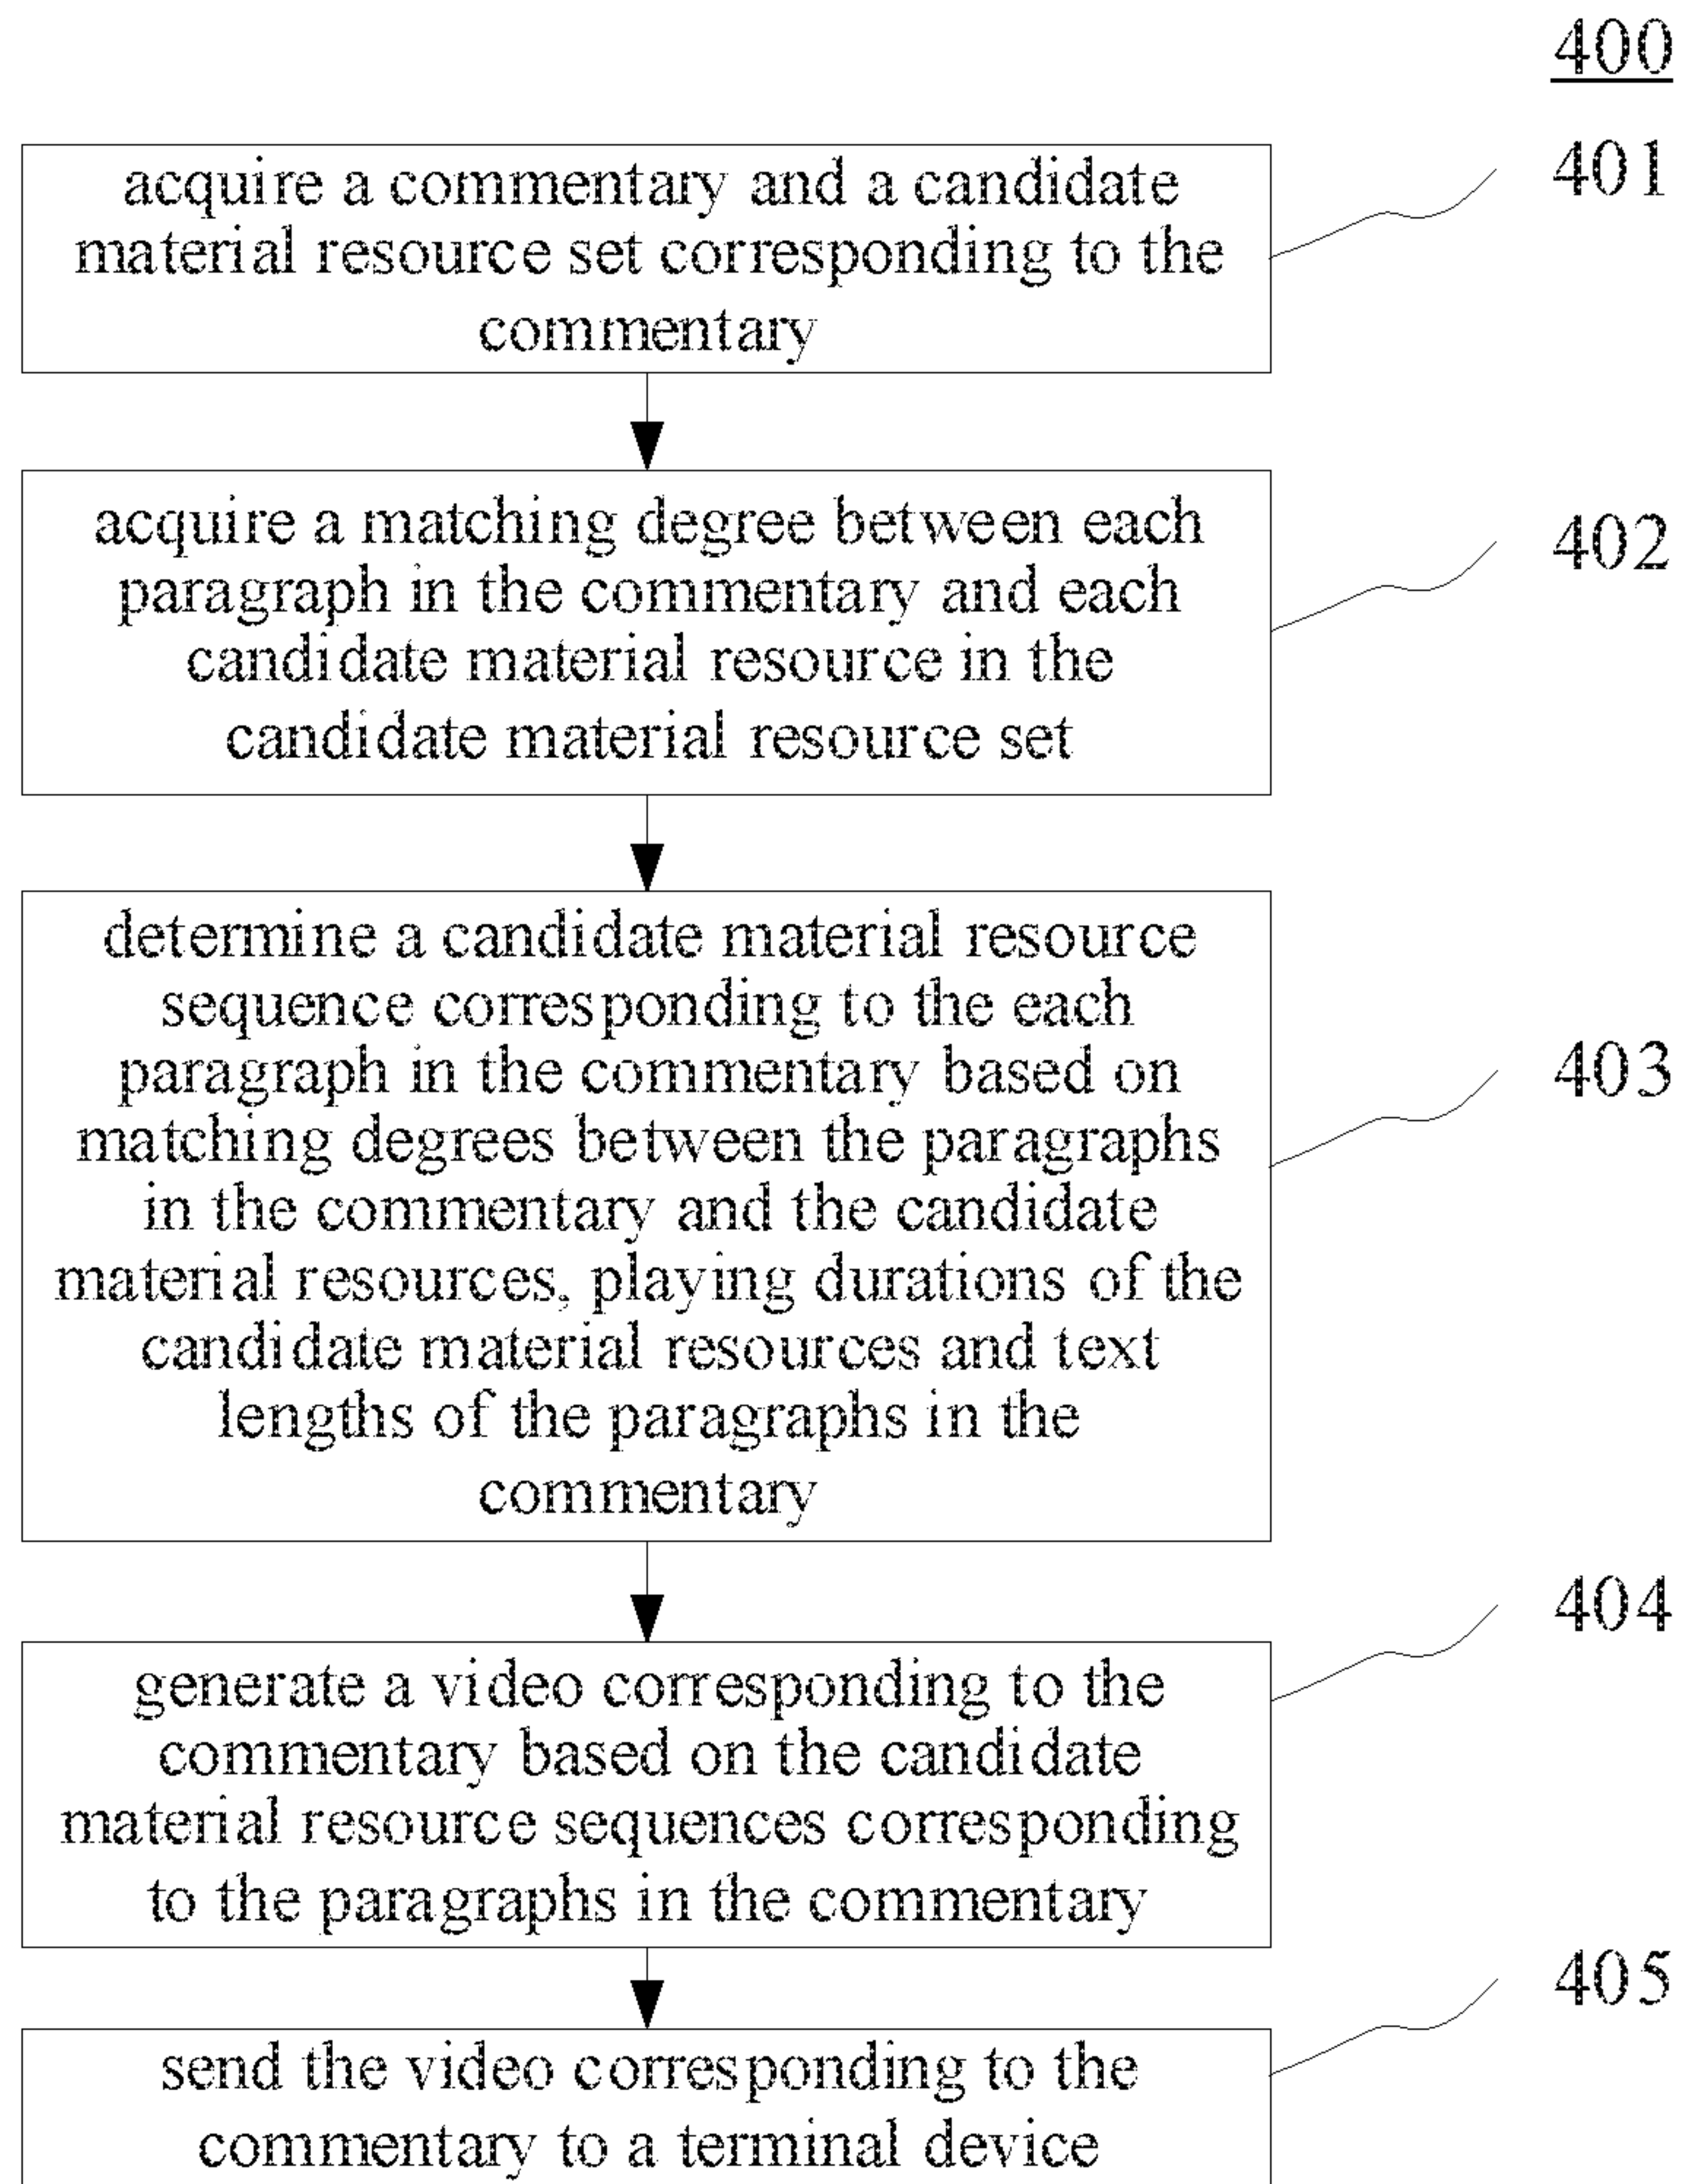 400
acquire a commentary and a candidate
material resource set corresponding to the
commentary
401
acquire a matching degree between each
paragraph in the commentary and each
candidate material resource in the
candidate material resource set
402
determine a candidate material resource
sequence corresponding to the each
paragraph in the commentary based on
matching degrees between the paragraphs
in the commentary and the candidate
material resources, playing durations of the
candidate material resources and text
lengths of the paragraphs in the
commentary
403
generate a video corresponding to the
commentary based on the candidate
material resource sequences corresponding
to the paragraphs in the commentary
404
send the video corresponding to the
commentary to a terminal device
405